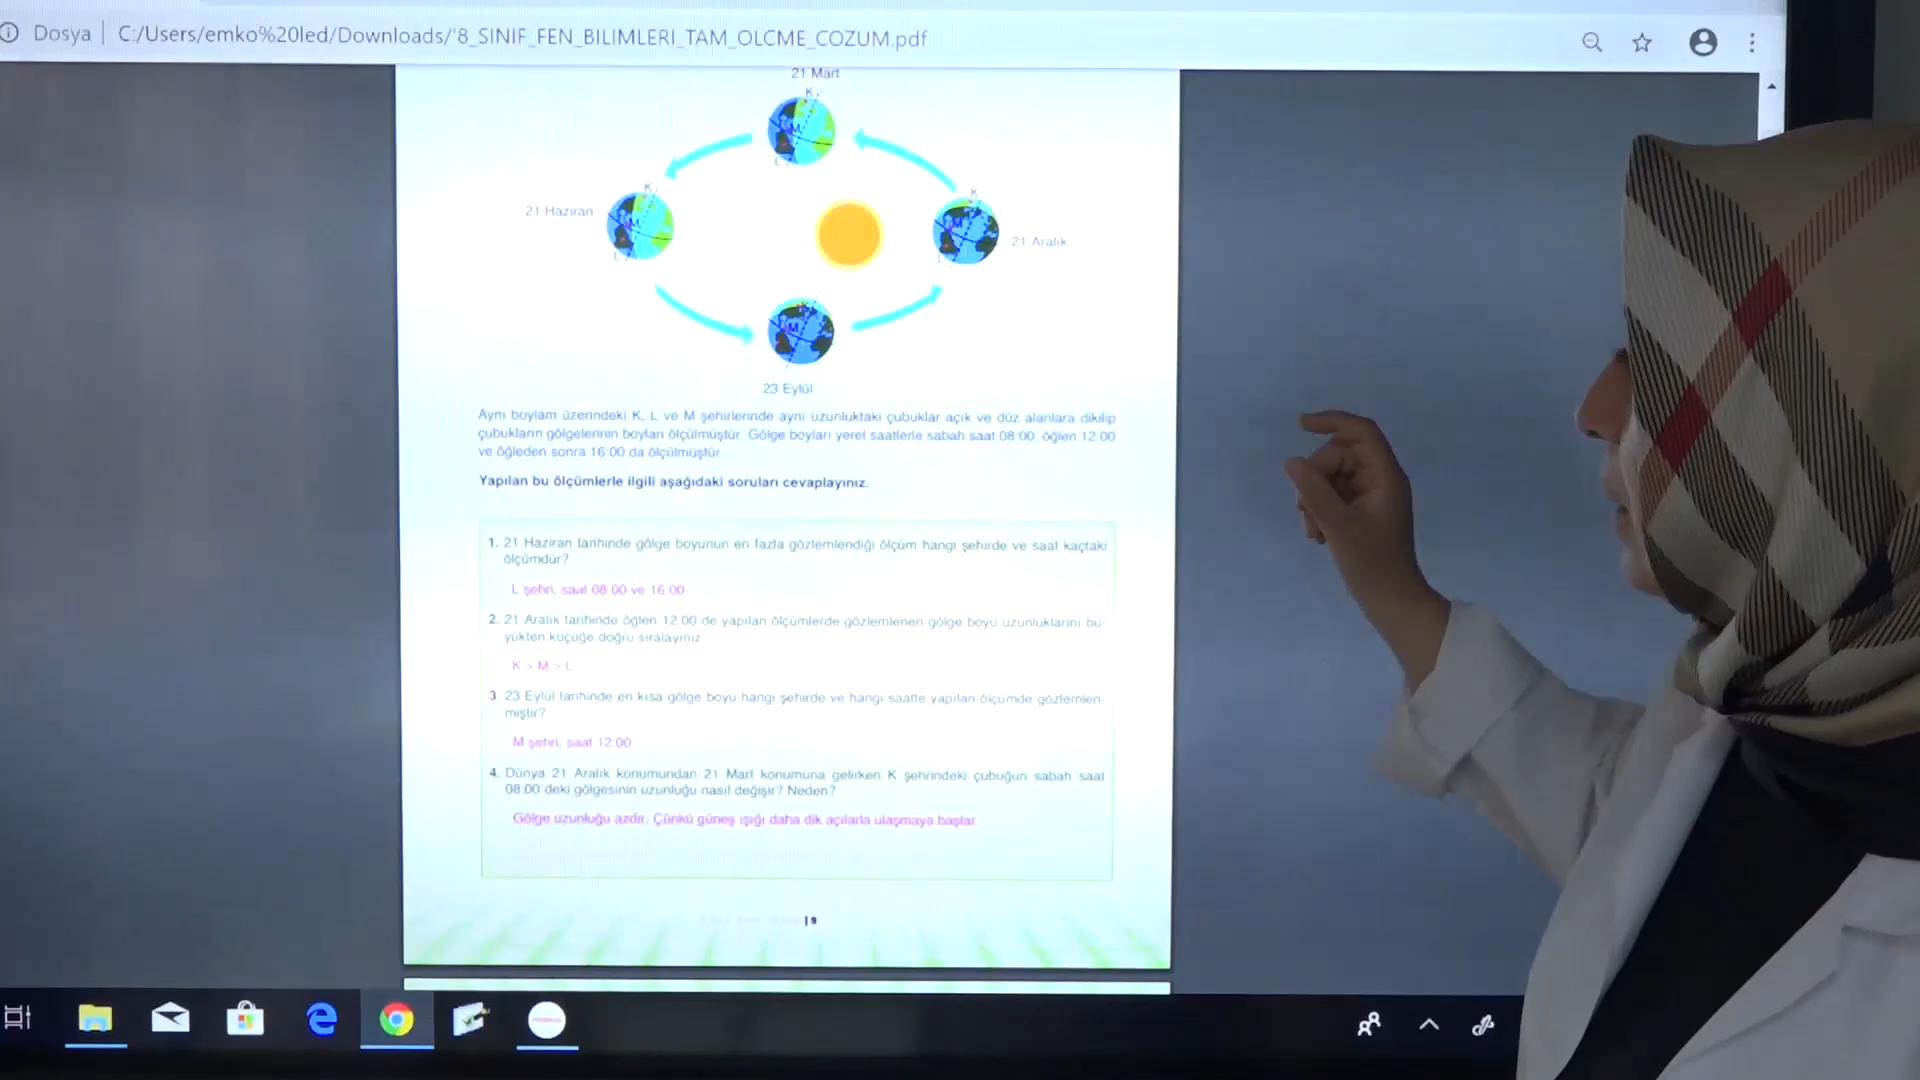 Dosya | C:/Users/emko%20led/Downloads/'8_SINIF_FEN_BILIMLERI_TAM_OLCME_COZUM.pdf
21 Mart
K
M
L
21 Haziran
K
M
L
K
M
L
21 Aralık
K
M
23 Eylül
Aynı boylam üzerindeki K, L ve M şehirlerinde aynı uzunluktaki çubuklar açık ve düz alanlara dikilip
çubukların gölgelerinin boyları ölçülmüştür. Gölge boyları yerel saatlerle sabah saat 08:00, öğlen 12.00
ve öğleden sonra 16.00 da ölçülmüştür.
Yapılan bu ölçümlerle ilgili aşağıdaki soruları cevaplayınız.
1. 21 Haziran tarihinde gölge boyunun en fazla gözlemlendiği ölçüm hangi şehirde ve saat kaçtaki
ölçümdür?
L şehri, saat 08.00 ve 16.00
2. 21 Aralık tarihinde öğlen 12.00 de yapılan ölçümlerde gözlemlenen gölge boyu uzunluklarını bü-
yükten küçüğe doğru sıralayınız
K > M > L
3. 23 Eylül tarihinde en kısa gölge boyu hangi şehirde ve hangi saatte yapılan ölçümde gözlemlen-
miştir?
M şehri, saat 12.00
4. Dünya 21 Aralık konumundan 21 Mart konumuna gelirken K şehrindeki çubuğun sabah saat
08.00'deki gölgesinin uzunluğu nasıl değişir? Neden?
Gölge uzunluğu azdır. Çünkü güneş ışığı daha dik açılarla ulaşmaya başlar.
| 9